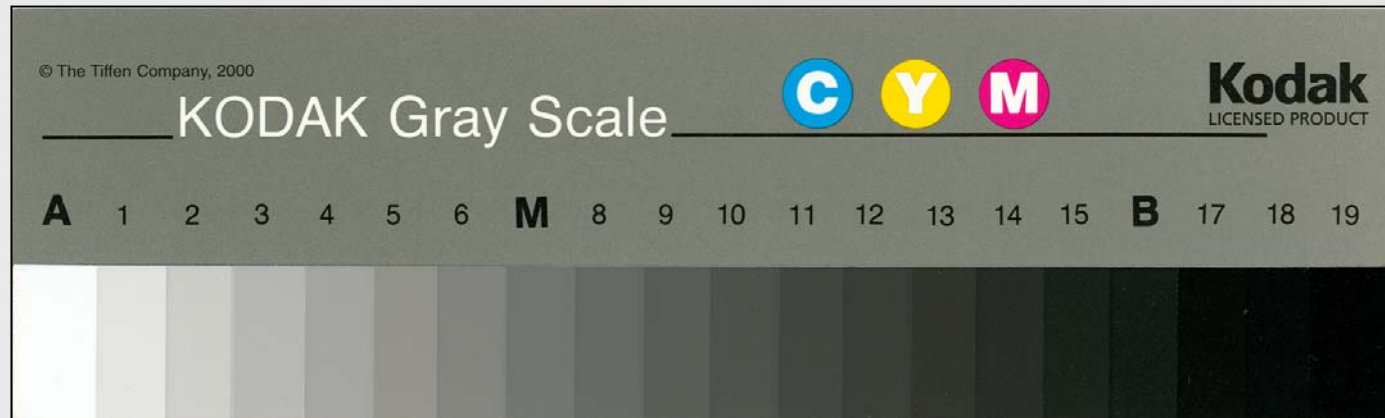 © The Tiffen Company, 2000
KODAK Gray Scale
C Y M
Kodak
LICENSED PRODUCT
A 1 2 3 4 5 6 M 8 9 10 11 12 13 14 15 B 17 18 19